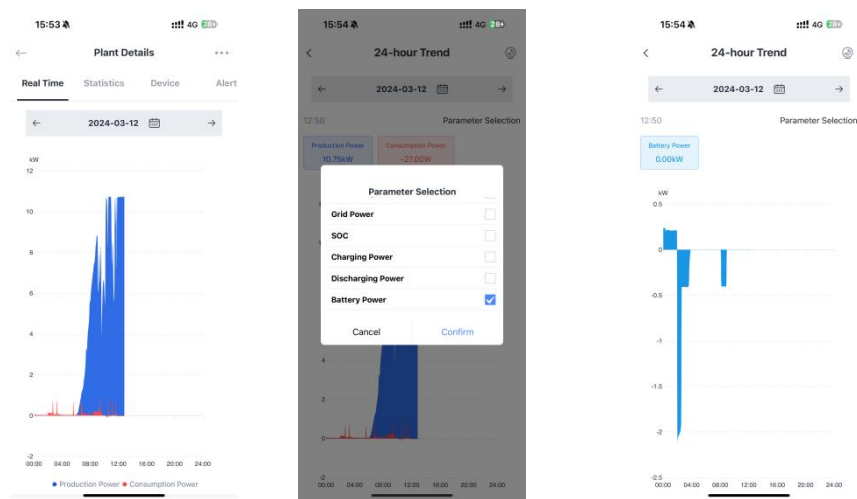 15:53
4G 28+
Plant Details
Real Time Statistics Device Alert
2024-03-12
kW
12
10
8
6
4
2
0
-2
00:00 04:00 08:00 12:00 16:00 20:00 24:00
Production Power Consumption Power
15:54
4G 28+
24-hour Trend
2024-03-12
12:50 Parameter Selection
Production Power
10.79kW
Consumption Power
-27.00W
Parameter Selection
Grid Power
SOC
Charging Power
Discharging Power
Battery Power
Cancel Confirm
4
2
0
-2
00:00 04:00 08:00 12:00 16:00 20:00 24:00
15:54
4G
24-hour Trend
2024-03-12
12:50 Parameter Selection
Battery Power
0.00kW
kW
0.5
0
-0.5
-1
-1.5
-2
-2.5
00:00 04:00 08:00 12:00 16:00 20:00 24:00